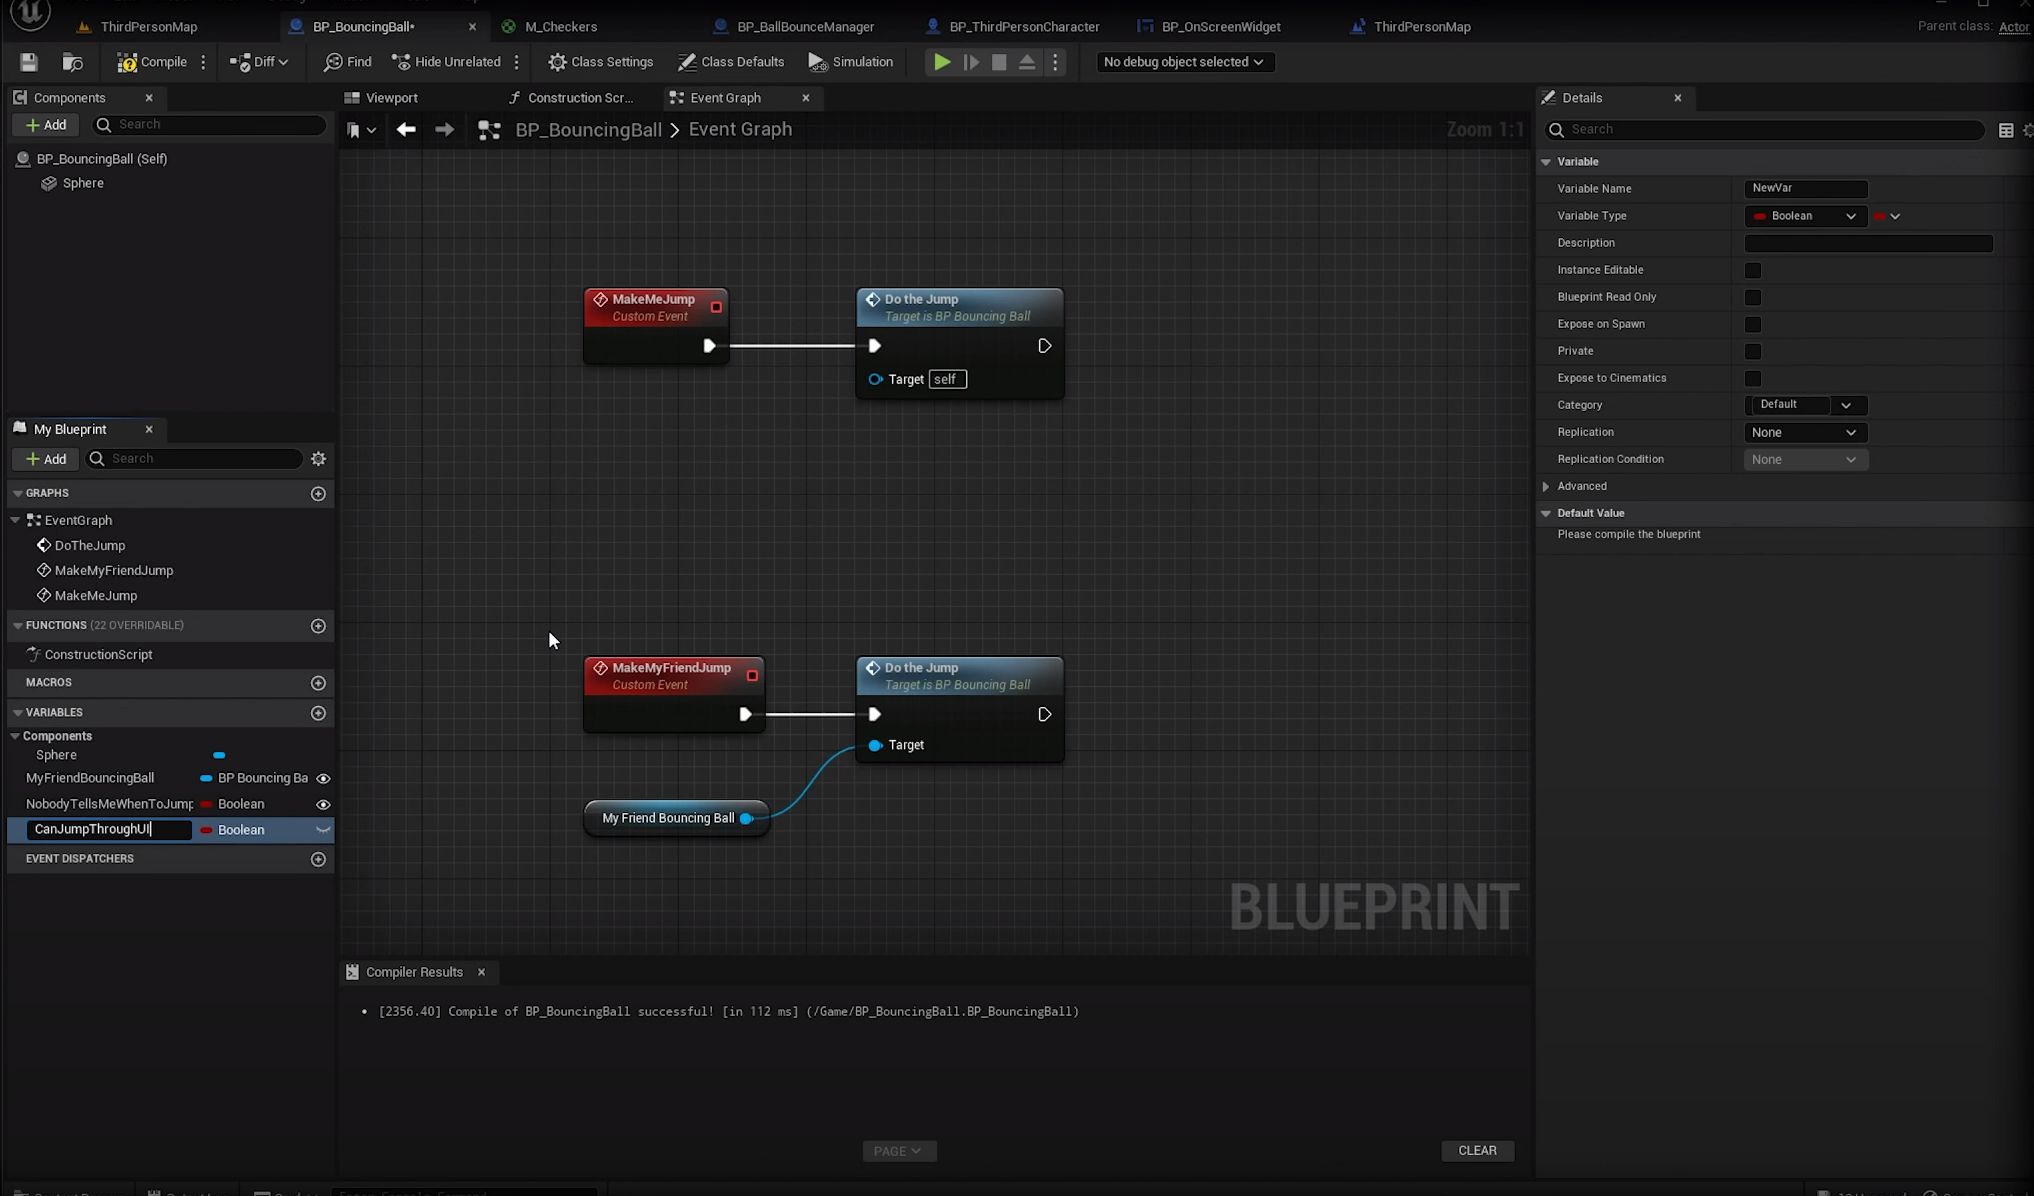 ThirdPersonMap
BP_BouncingBall*
M_Checkers
BP_BallBounceManager
BP_ThirdPersonCharacter
BP_OnScreenWidget
ThirdPersonMap
Parent class: Actor
Compile
Diff
Find
Hide Unrelated
Class Settings
Class Defaults
Simulation
No debug object selected
Components
Viewport
Construction Scr...
Event Graph
Details
+ Add
Search
BP_BouncingBall > Event Graph
Zoom 1:1
Search
BP_BouncingBall (Self)
Sphere
Variable
Variable Name
NewVar
Variable Type
Boolean
Description
Instance Editable
Blueprint Read Only
Expose on Spawn
Private
Expose to Cinematics
Category
Default
Replication
None
Replication Condition
None
Advanced
Default Value
Please compile the blueprint
MakeMeJump
Custom Event
Do the Jump
Target is BP Bouncing Ball
Target self
My Blueprint
+ Add
Search
GRAPHS
EventGraph
DoTheJump
MakeMyFriendJump
MakeMeJump
FUNCTIONS (22 OVERRIDABLE)
ConstructionScript
MACROS
VARIABLES
Components
Sphere
MyFriendBouncingBall
BP Bouncing Ba
NobodyTellsMeWhenToJump
Boolean
CanJumpThroughUI
Boolean
EVENT DISPATCHERS
MakeMyFriendJump
Custom Event
Do the Jump
Target is BP Bouncing Ball
Target
My Friend Bouncing Ball
BLUEPRINT
Compiler Results
• [2356.40] Compile of BP_BouncingBall successful! [in 112 ms] (/Game/BP_BouncingBall.BP_BouncingBall)
PAGE
CLEAR